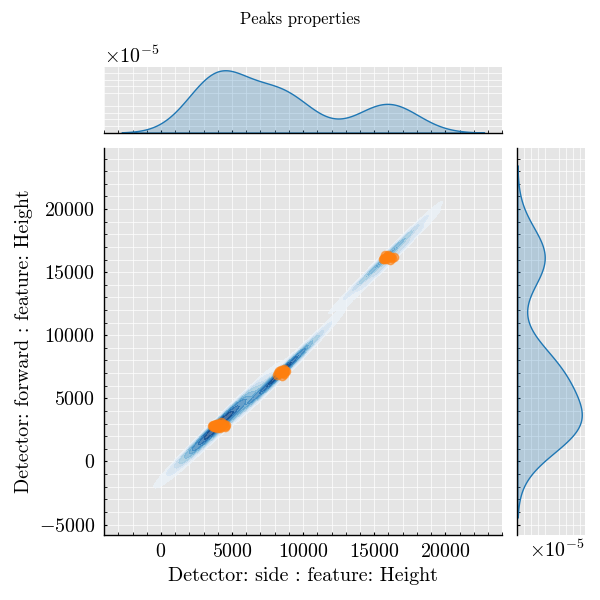 Peaks properties
×10−5
20000
15000
10000
5000
0
−5000
Detector: forward : feature: Height
0 5000 10000 15000 20000
×10−5
Detector: side : feature: Height